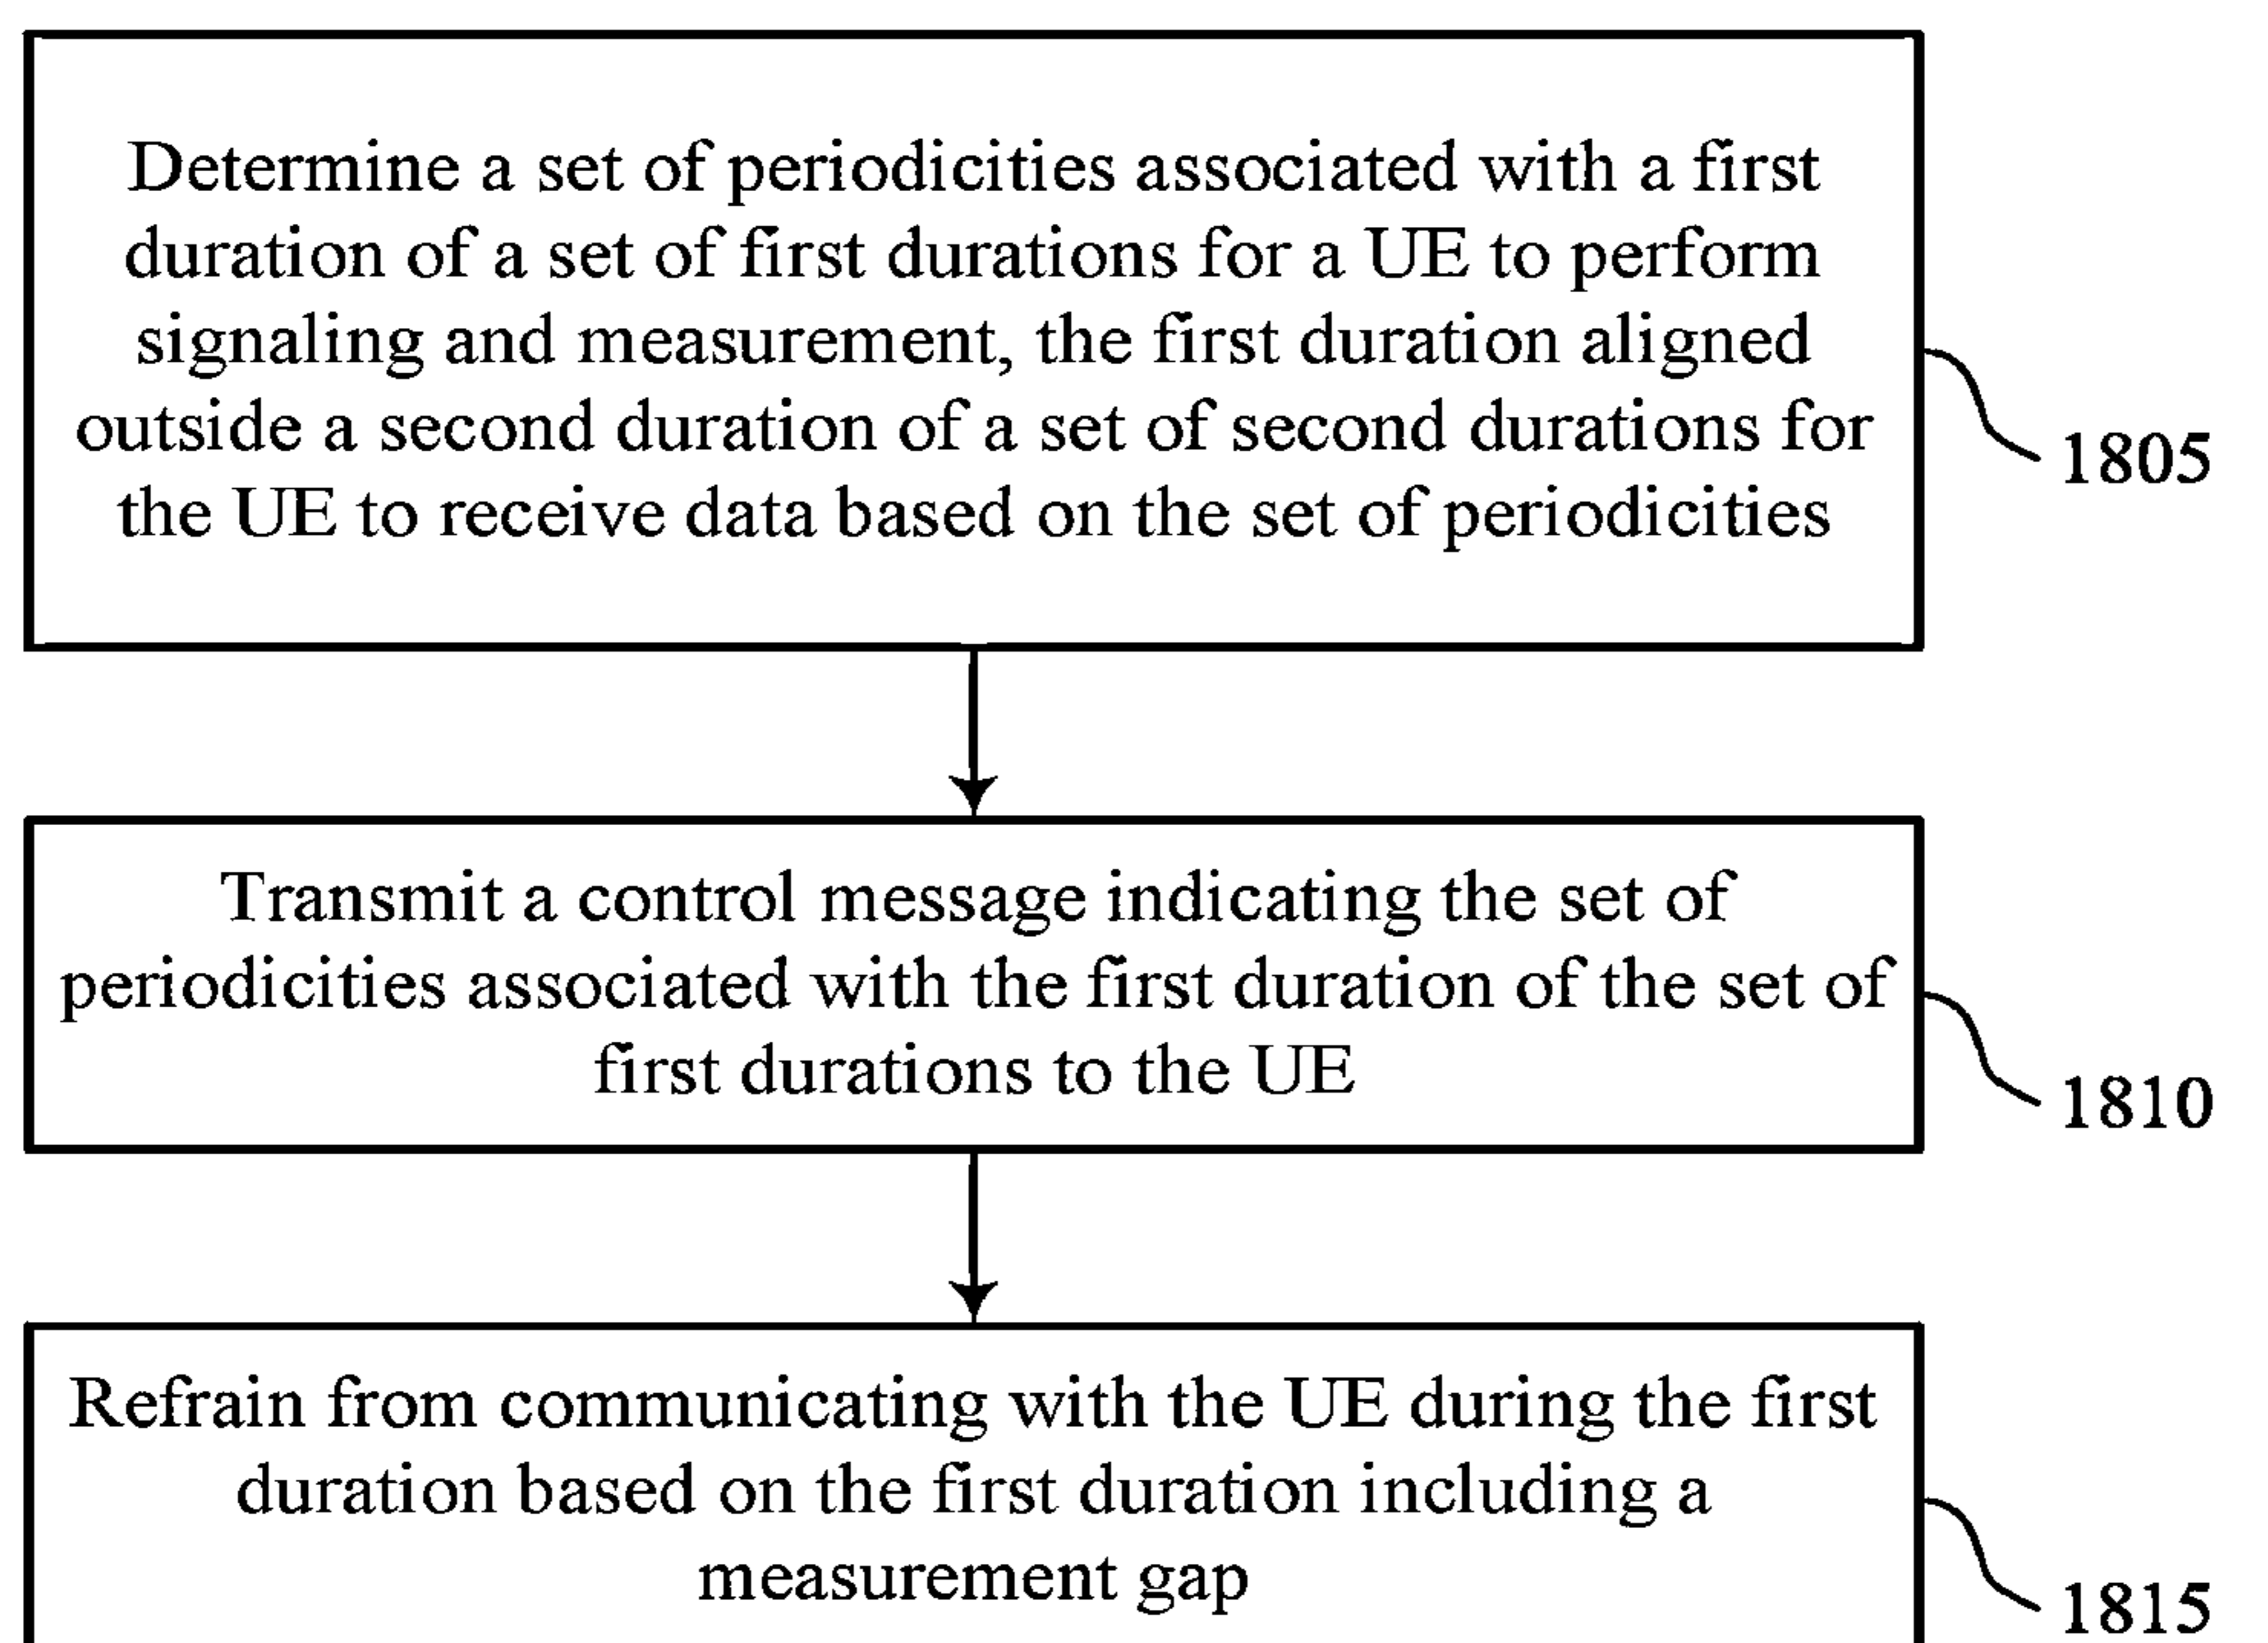 Determine a set of periodicities associated with a first
duration of a set of first durations for a UE to perform
signaling and measurement, the first duration aligned
outside a second duration of a set of second durations for
the UE to receive data based on the set of periodicities
1805
Transmit a control message indicating the set of
periodicities associated with the first duration of the set of
first durations to the UE
1810
Refrain from communicating with the UE during the first
duration based on the first duration including a
measurement gap
1815